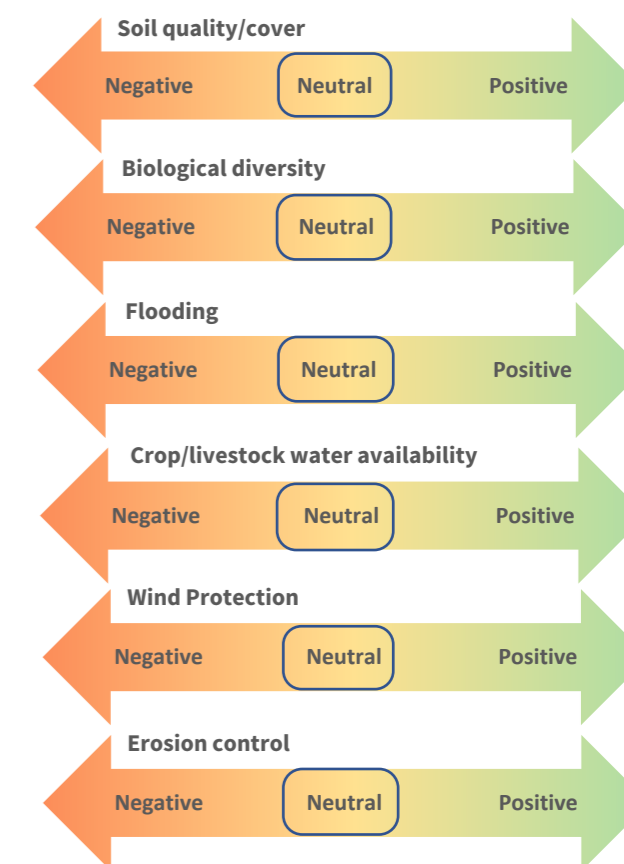 Soil quality/cover
Negative Neutral Positive
Biological diversity
Negative Neutral Positive
Flooding
Negative Neutral Positive
Crop/livestock water availability
Negative Neutral Positive
Wind Protection
Negative Neutral Positive
Erosion control
Negative Neutral Positive